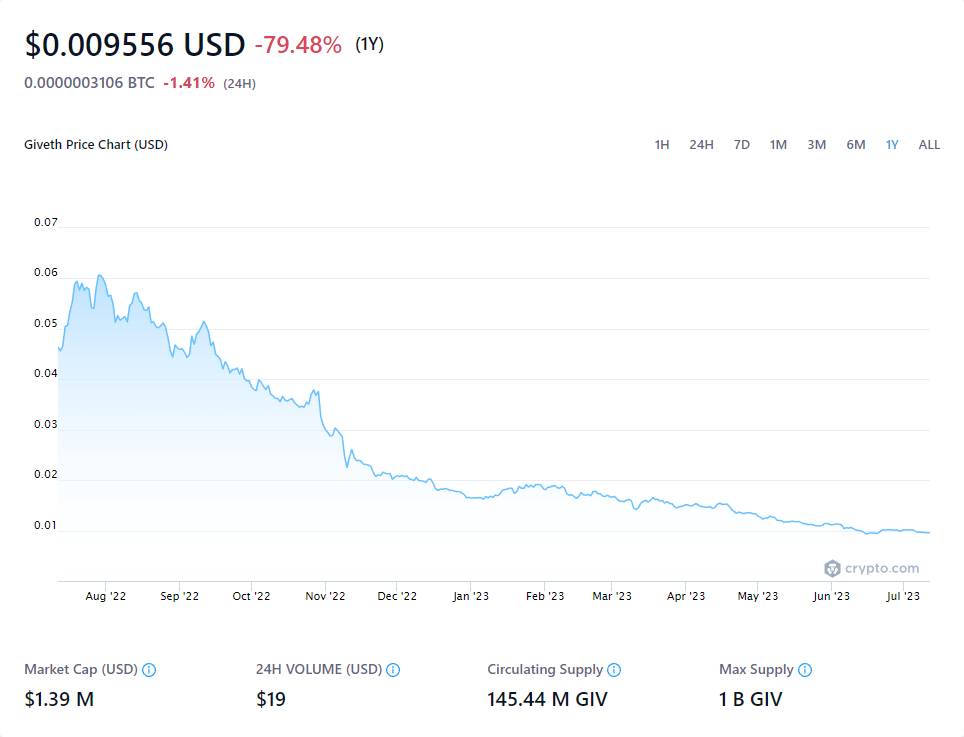 $0.009556 USD -79.48% (1Y)
0.0000003106 BTC -1.41% (24H)
Giveth Price Chart (USD) 1H 24H 7D 1M 3M 6M 1Y ALL
0.07
0.06
0.05
0.04
0.03
0.02
0.01
crypto.com
Aug '22 Sep '22 Oct '22 Nov '22 Dec '22 Jan '23 Feb '23 Mar '23 Apr '23 May '23 Jun '23 Jul '23
Market Cap (USD) 24H VOLUME (USD) Circulating Supply Max Supply
$1.39 M $19 145.44 M GIV 1 B GIV